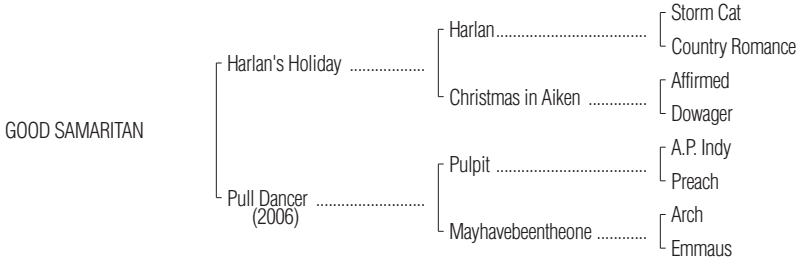 Storm Cat
Harlan..................................... 
Country Romance
Harlan's Holiday ..................
Affirmed
Christmas in Aiken ..............
Dowager
GOOD SAMARITAN
A.P. Indy
Pulpit .....................................
Preach
Pull Dancer ..........................
(2006)
Arch
Mayhavebeentheone ............
Emmaus